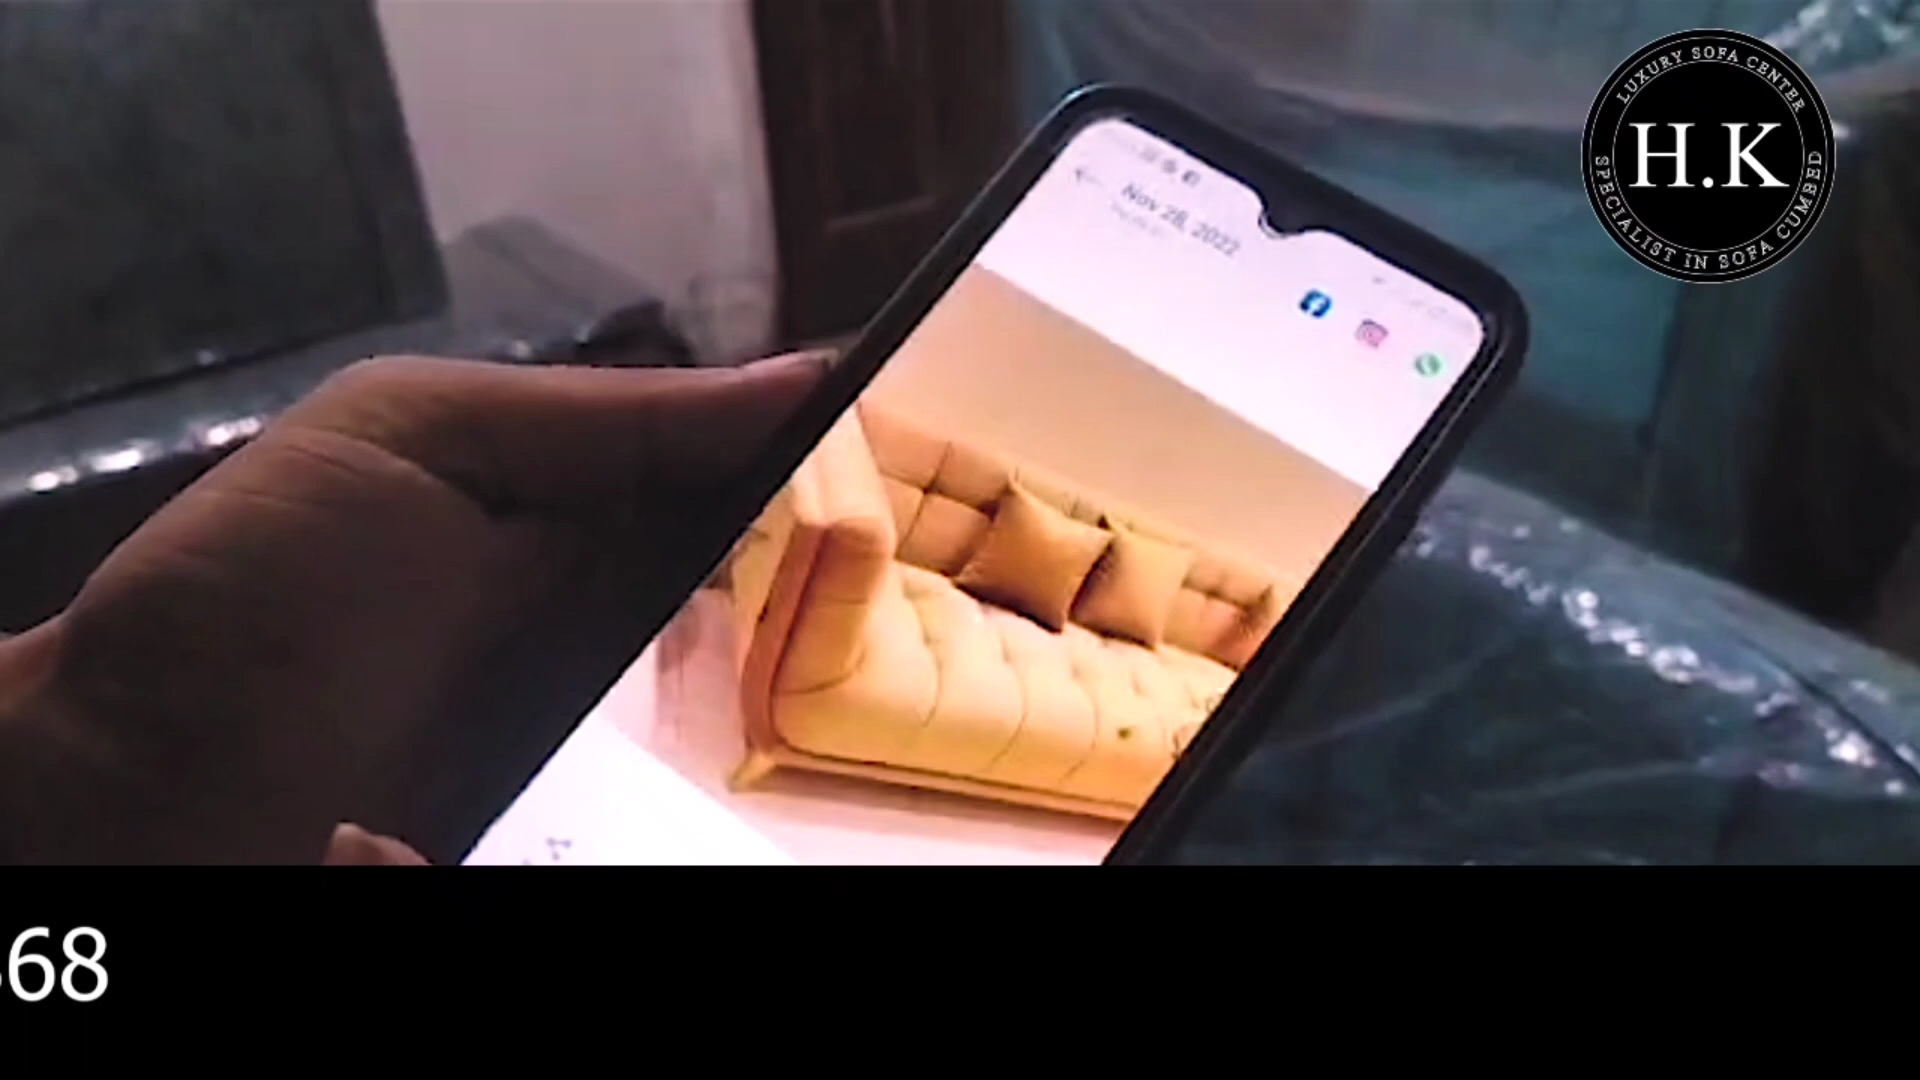 LUXURY SOFA CENTER
H.K
SPECIALIST IN SOFA CUMBED
Nov 28, 2022
68